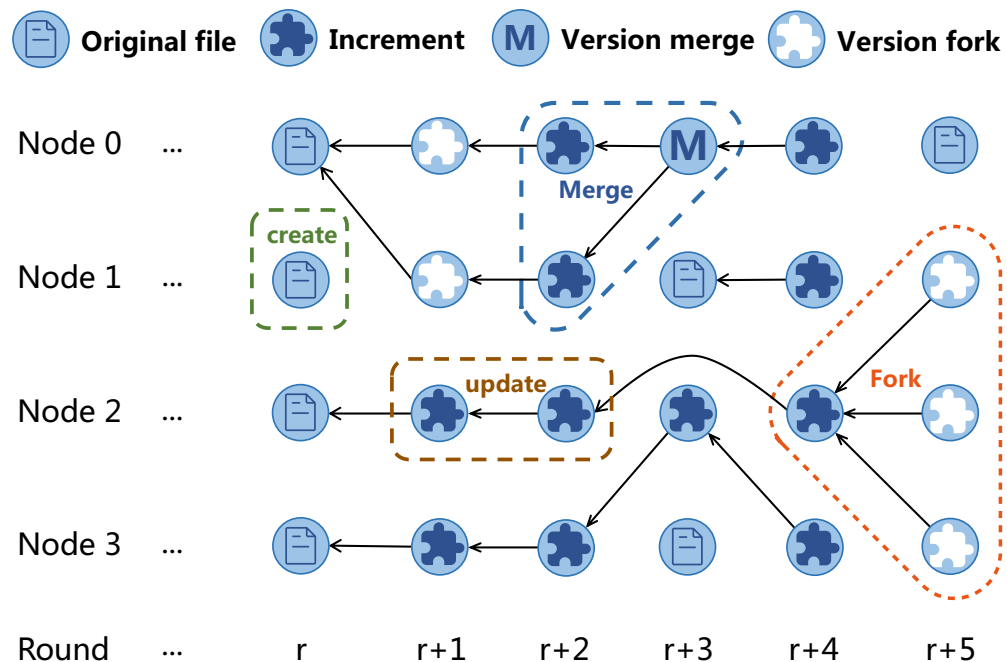 Original file Increment Version merge Version fork
Node 0 ... M
Merge
create
Node 1 ...
update Fork
Node 2 ...
Node 3 ...
Round ... r r+1 r+2 r+3 r+4 r+5